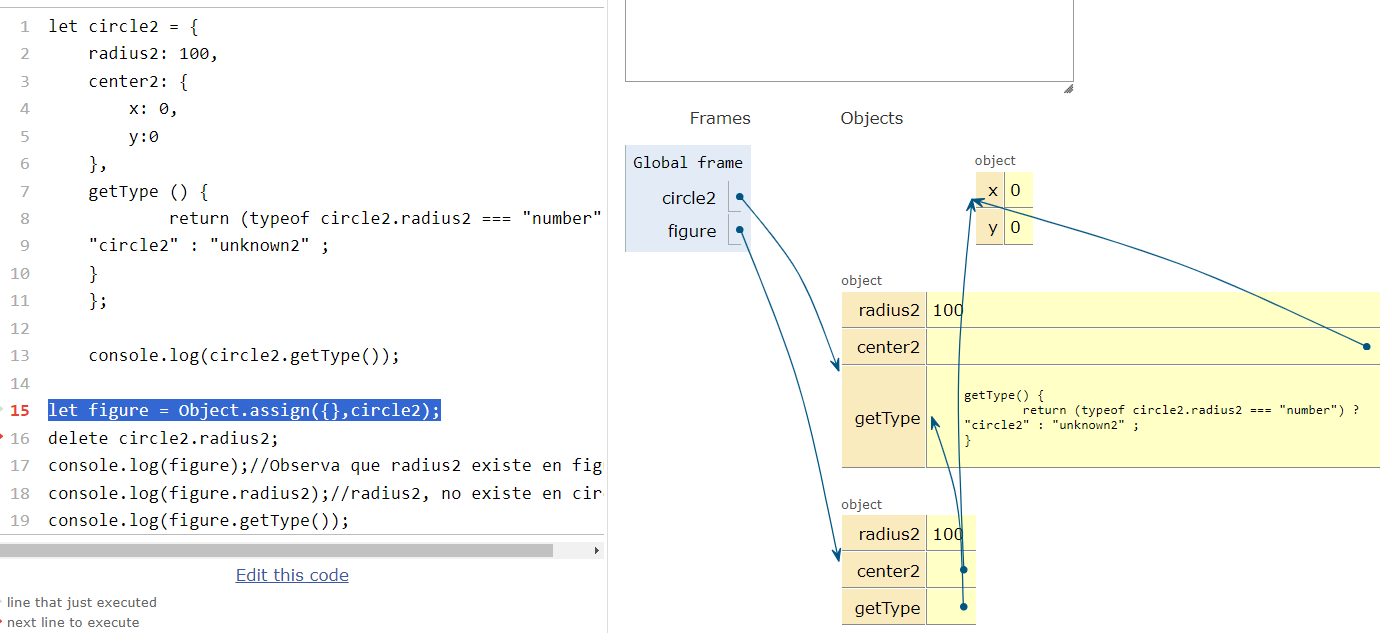 1 let circle2 = {
2 radius2: 100,
3 center2: {
4 x: 0,
5 y:0
6 },
7 getType () {
8 return (typeof circle2.radius2 === "number"
9 "circle2" : "unknown2" ;
10 }
11 };
12
13 console.log(circle2.getType());
14
15 let figure = Object.assign({},circle2);
16 delete circle2.radius2;
17 console.log(figure);//Observa que radius2 existe en fig
18 console.log(figure.radius2);//radius2, no existe en cir
19 console.log(figure.getType());
Edit this code
line that just executed
next line to execute
Frames
Objects
Global frame
circle2
figure
object
x 0
y 0
object
radius2 100
center2
getType
getType() {
return (typeof circle2.radius2 === "number") ?
"circle2" : "unknown2" ;
}
object
radius2 100
center2
getType